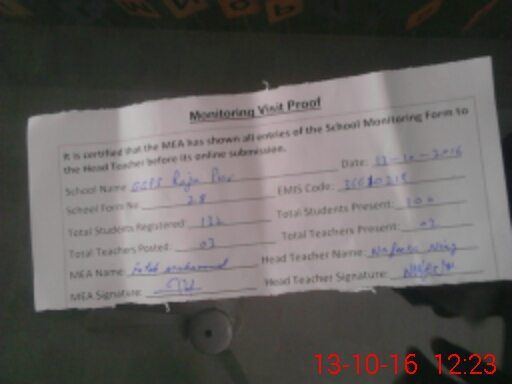 Monitoring Visit Proof
It is certified that the MEA has shown all entries of the School Monitoring Form to
the Head Teacher before its online submission.
Date: 13-10-2016
School Name GGPS Raja Pur
EMIS Code:
School Form No 28
Total Students Present: 100
Total Students Registered: 132
Total Teachers Present: 03
Total Teachers Posted: 03
Head Teacher Name:
MEA Name: Muhammad
Head Teacher Signature:
MEA Signature:
13-10-16 12:23